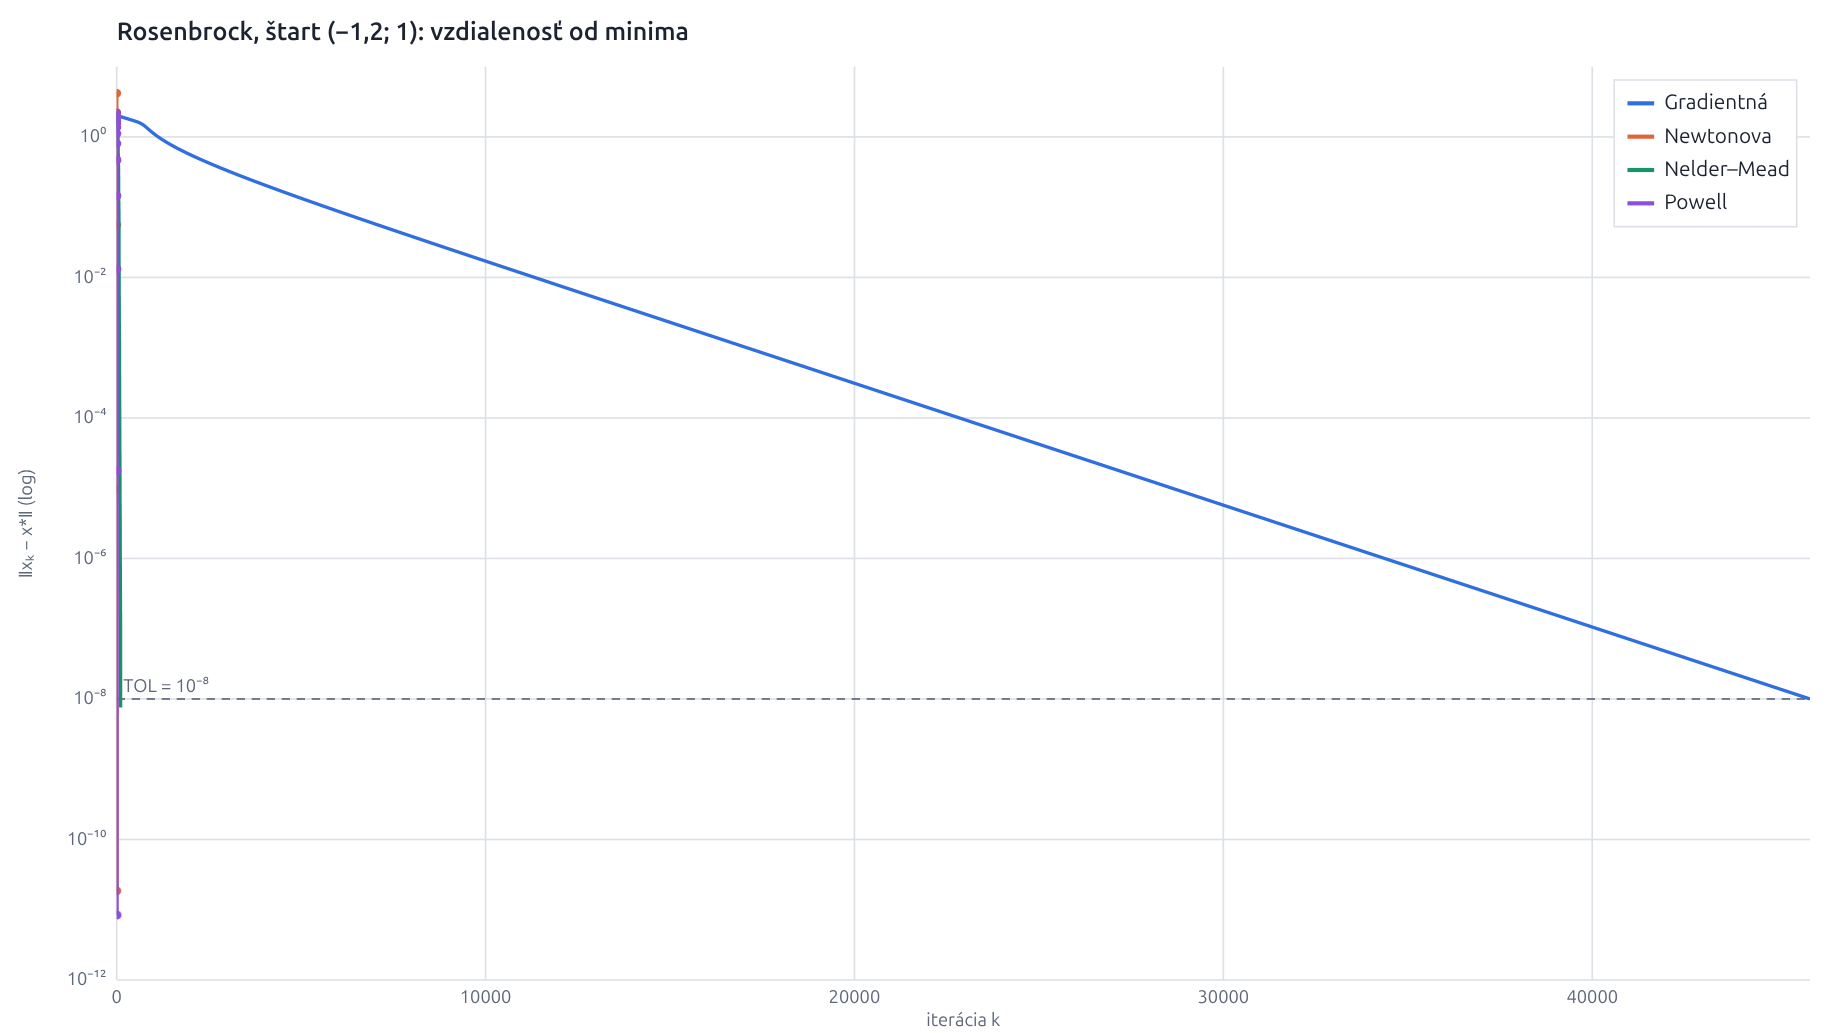 Rosenbrock, štart (−1,2; 1): vzdialenosť od minima
Gradientná
Newtonova
Nelder–Mead
Powell
10⁰
10⁻²
10⁻⁴
10⁻⁶
10⁻⁸
10⁻¹⁰
10⁻¹²
‖xₖ − x*‖ (log)
TOL = 10⁻⁸
0
10000
20000
30000
40000
iterácia k